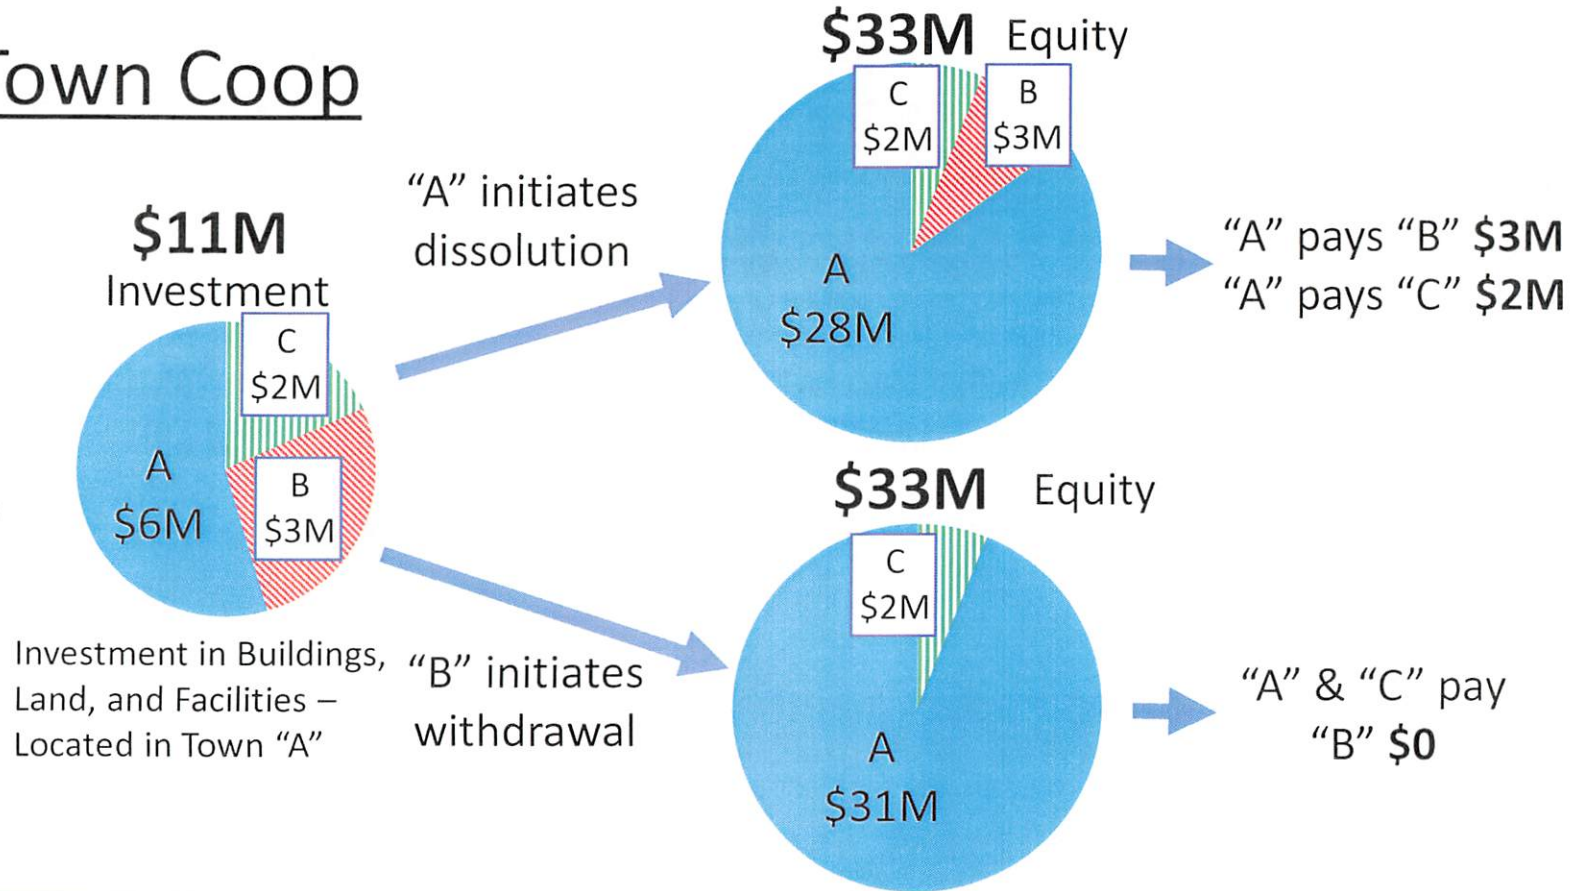 Town Coop
$11M
Investment
C
$2M
A
$6M
B
$3M
Investment in Buildings,
Land, and Facilities –
Located in Town “A”
“A” initiates
dissolution
$33M Equity
C
$2M
B
$3M
A
$28M
“A” pays “B” $3M
“A” pays “C” $2M
“B” initiates
withdrawal
$33M Equity
C
$2M
A
$31M
“A” & “C” pay
“B” $0